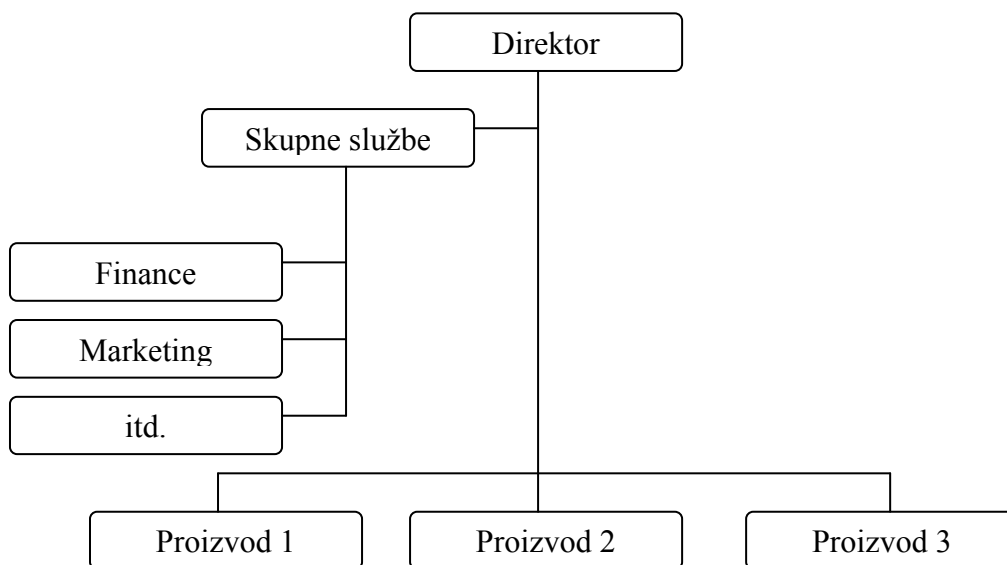 Direktor
Skupne službe
Finance
Marketing
itd.
Proizvod 1
Proizvod 2
Proizvod 3